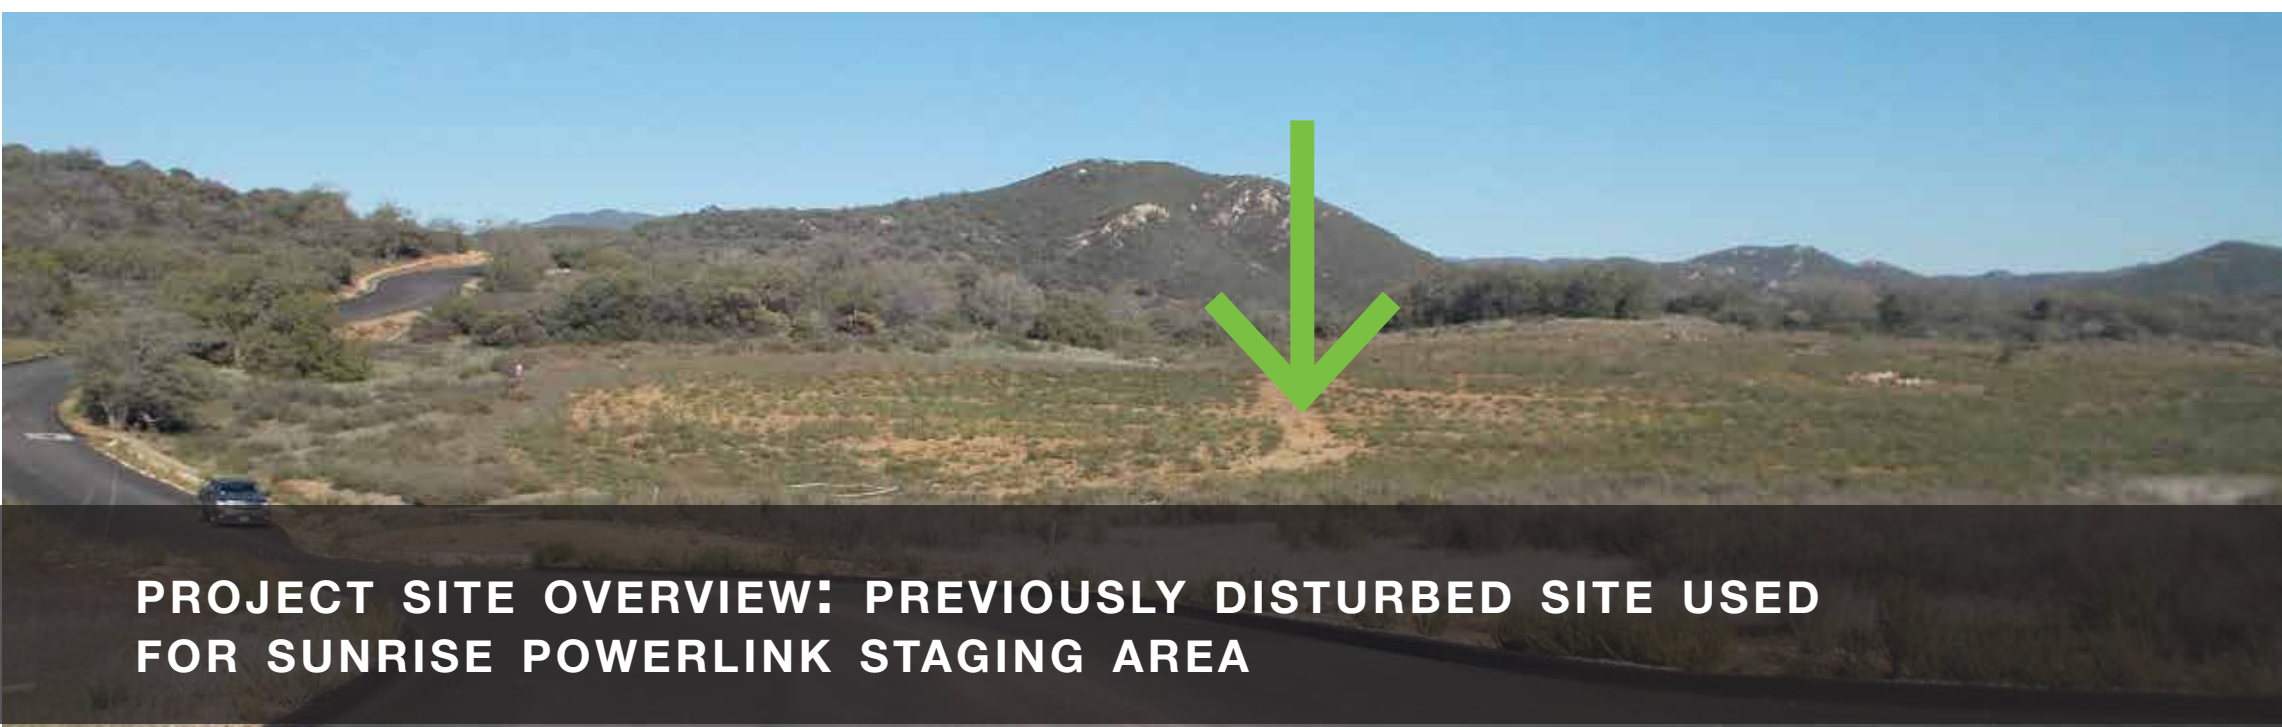 PROJECT SITE OVERVIEW: PREVIOUSLY DISTURBED SITE USED
FOR SUNRISE POWERLINK STAGING AREA